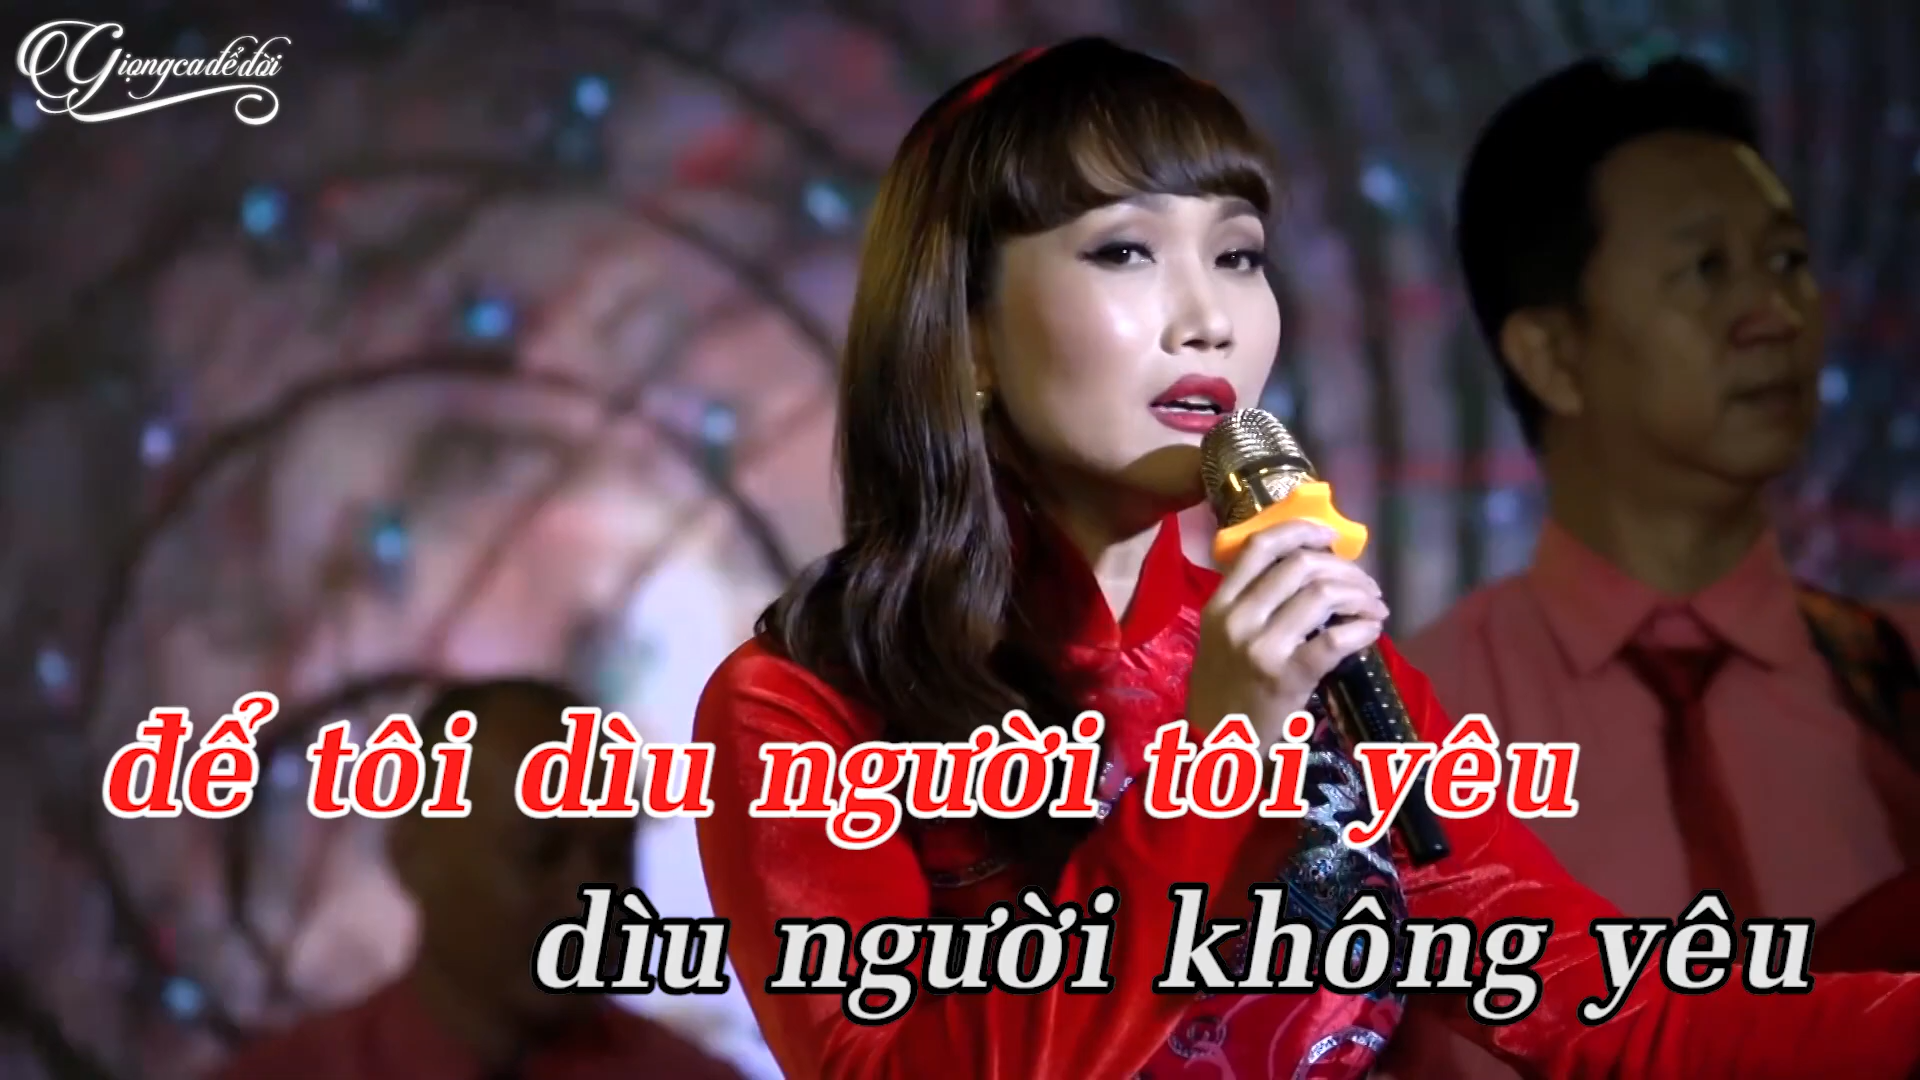 Giọngcađểđời
để tôi dìu người tôi yêu
dìu người không yêu